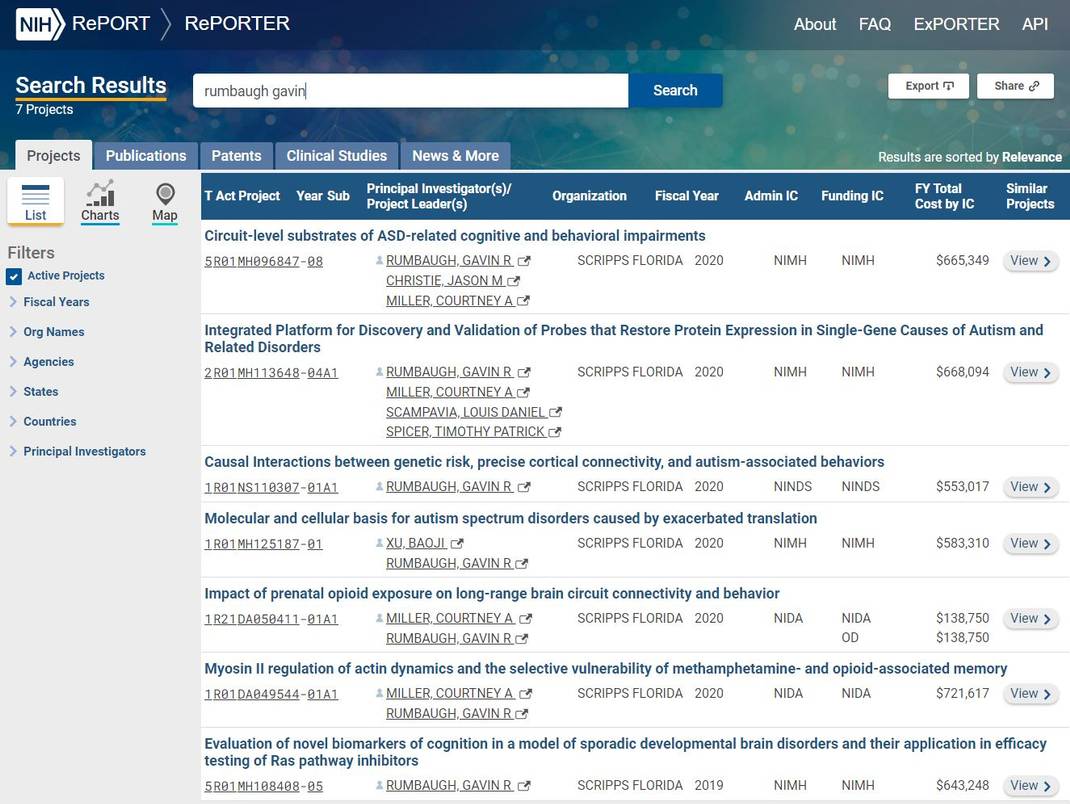 NIH RePORT RePORTER About FAQ ExPORTER API
Search Results rumbaugh gavin Search Export Share
7 Projects
Projects Publications Patents Clinical Studies News & More Results are sorted by Relevance
List Charts Map
Filters
Active Projects
Fiscal Years
Org Names
Agencies
States
Countries
Principal Investigators
T Act Project Year Sub Principal Investigator(s)/ Project Leader(s) Organization Fiscal Year Admin IC Funding IC FY Total Cost by IC Similar Projects
Circuit-level substrates of ASD-related cognitive and behavioral impairments
5R01MH096847-08 RUMBAUGH, GAVIN R SCRIPPS FLORIDA 2020 NIMH NIMH $665,349 View
CHRISTIE, JASON M
MILLER, COURTNEY A
Integrated Platform for Discovery and Validation of Probes that Restore Protein Expression in Single-Gene Causes of Autism and
Related Disorders
2R01MH113648-04A1 RUMBAUGH, GAVIN R SCRIPPS FLORIDA 2020 NIMH NIMH $668,094 View
MILLER, COURTNEY A
SCAMPAVIA, LOUIS DANIEL
SPICER, TIMOTHY PATRICK
Causal Interactions between genetic risk, precise cortical connectivity, and autism-associated behaviors
1R01NS110307-01A1 RUMBAUGH, GAVIN R SCRIPPS FLORIDA 2020 NINDS NINDS $553,017 View
Molecular and cellular basis for autism spectrum disorders caused by exacerbated translation
1R01MH125187-01 XU, BAOJI SCRIPPS FLORIDA 2020 NIMH NIMH $583,310 View
RUMBAUGH, GAVIN R
Impact of prenatal opioid exposure on long-range brain circuit connectivity and behavior
1R21DA050411-01A1 MILLER, COURTNEY A SCRIPPS FLORIDA 2020 NIDA NIDA $138,750 View
RUMBAUGH, GAVIN R OD $138,750
Myosin II regulation of actin dynamics and the selective vulnerability of methamphetamine- and opioid-associated memory
1R01DA049544-01A1 MILLER, COURTNEY A SCRIPPS FLORIDA 2020 NIDA NIDA $721,617 View
RUMBAUGH, GAVIN R
Evaluation of novel biomarkers of cognition in a model of sporadic developmental brain disorders and their application in efficacy
testing of Ras pathway inhibitors
5R01MH108408-05 RUMBAUGH, GAVIN R SCRIPPS FLORIDA 2019 NIMH NIMH $643,248 View